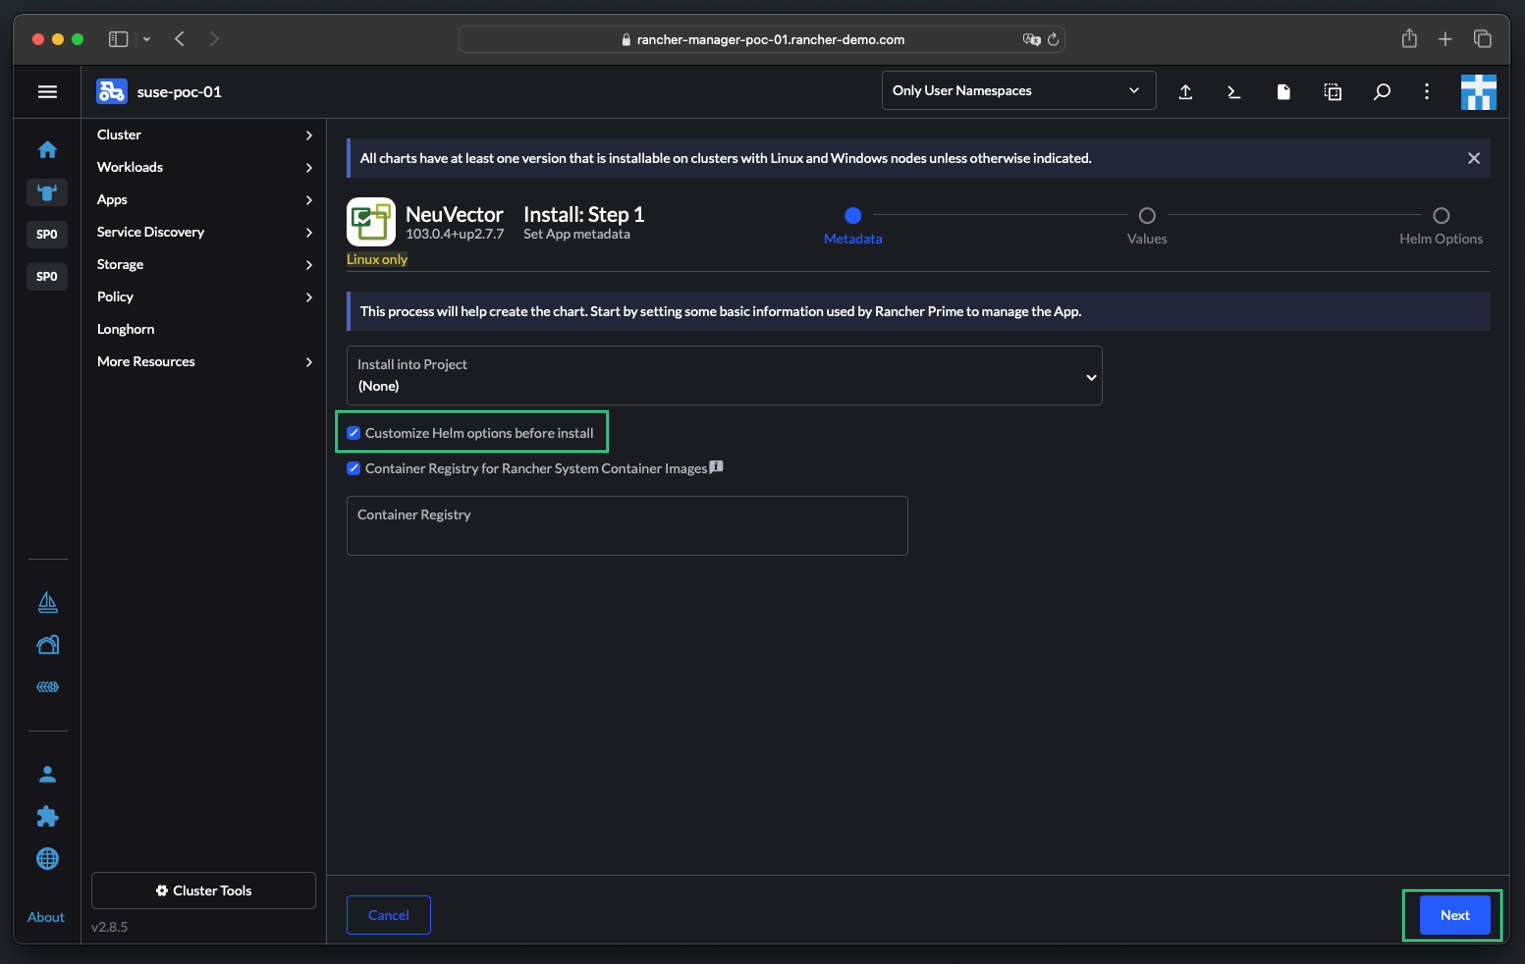 rancher-manager-poc-01.rancher-demo.com
suse-poc-01
Only User Namespaces
SP0
SP0
About
Cluster
Workloads
Apps
Service Discovery
Storage
Policy
Longhorn
More Resources
Cluster Tools
v2.8.5
All charts have at least one version that is installable on clusters with Linux and Windows nodes unless otherwise indicated.
NeuVector
103.0.4+up2.7.7
Linux only
Install: Step 1
Set App metadata
Metadata
Values
Helm Options
This process will help create the chart. Start by setting some basic information used by Rancher Prime to manage the App.
Install into Project
(None)
Customize Helm options before install
Container Registry for Rancher System Container Images
Container Registry
Cancel
Next